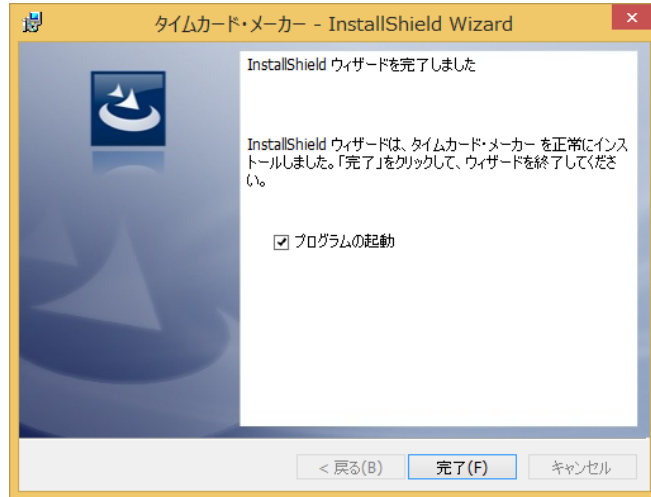 タイムカード・メーカー - InstallShield Wizard
InstallShield ウィザードを完了しました
InstallShield ウィザードは、タイムカード・メーカー を正常にインス
トールしました。「完了」をクリックして、ウィザードを終了してくださ
い。
プログラムの起動
< 戻る(B) 完了(F) キャンセル